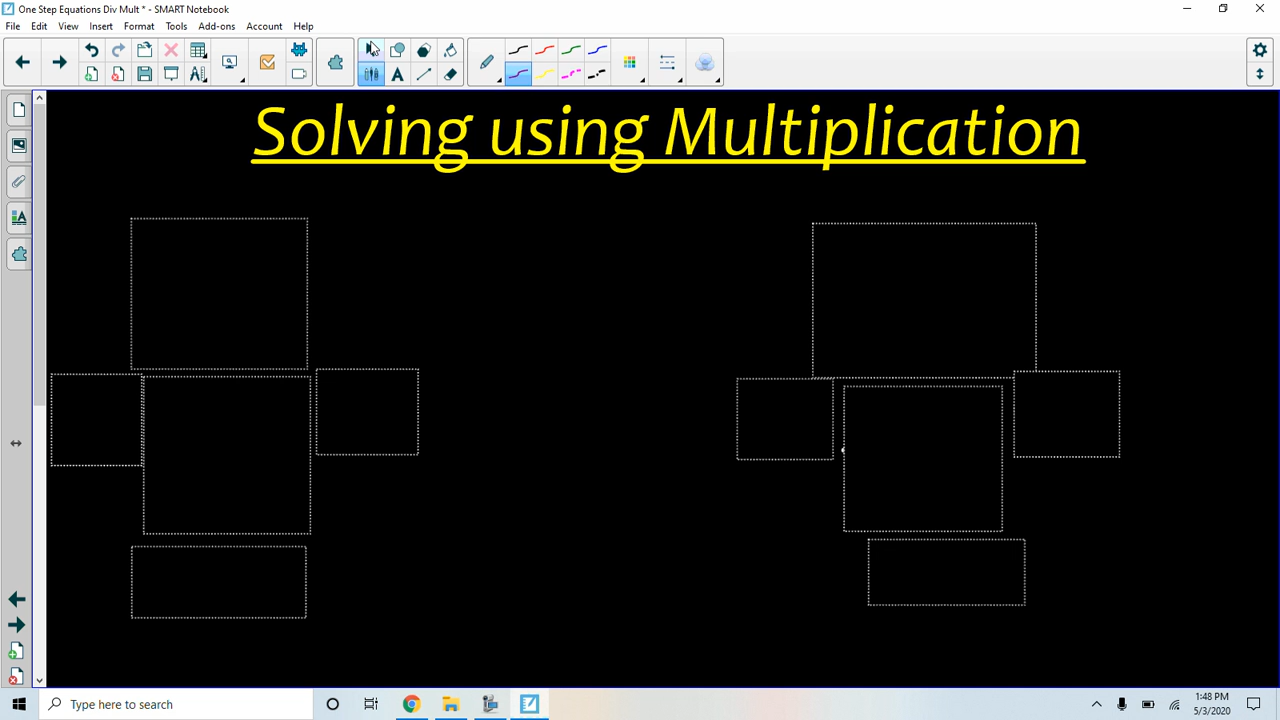 One Step Equations Div Mult * - SMART Notebook
File Edit View Insert Format Tools Add-ons Account Help
A
Solving using Multiplication
Type here to search
1:48 PM
5/3/2020